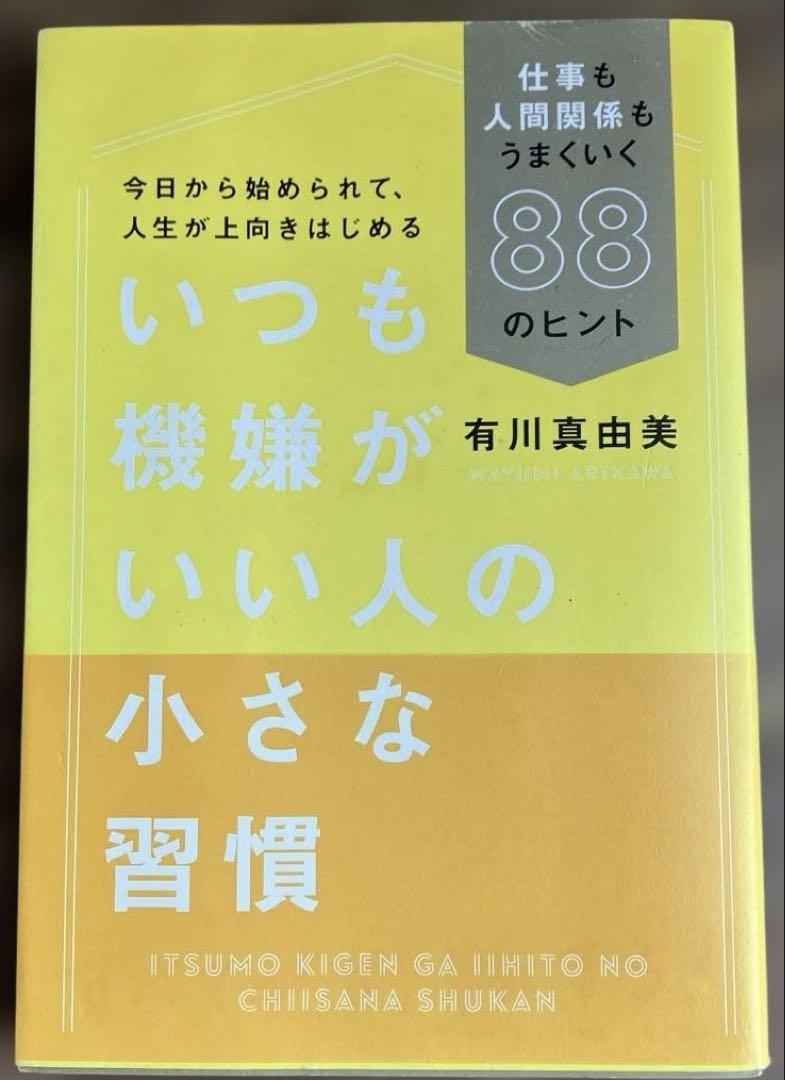 仕事も
人間関係も
うまくいく
88
のヒント
今日から始められて、
人生が上向きはじめる
いつも
機嫌が
いい人の
小さな
習慣
有川真由美
MAYUMI ARIKAWA
ITSUMO KIGEN GA IIHITO NO
CHIISANA SHUKAN